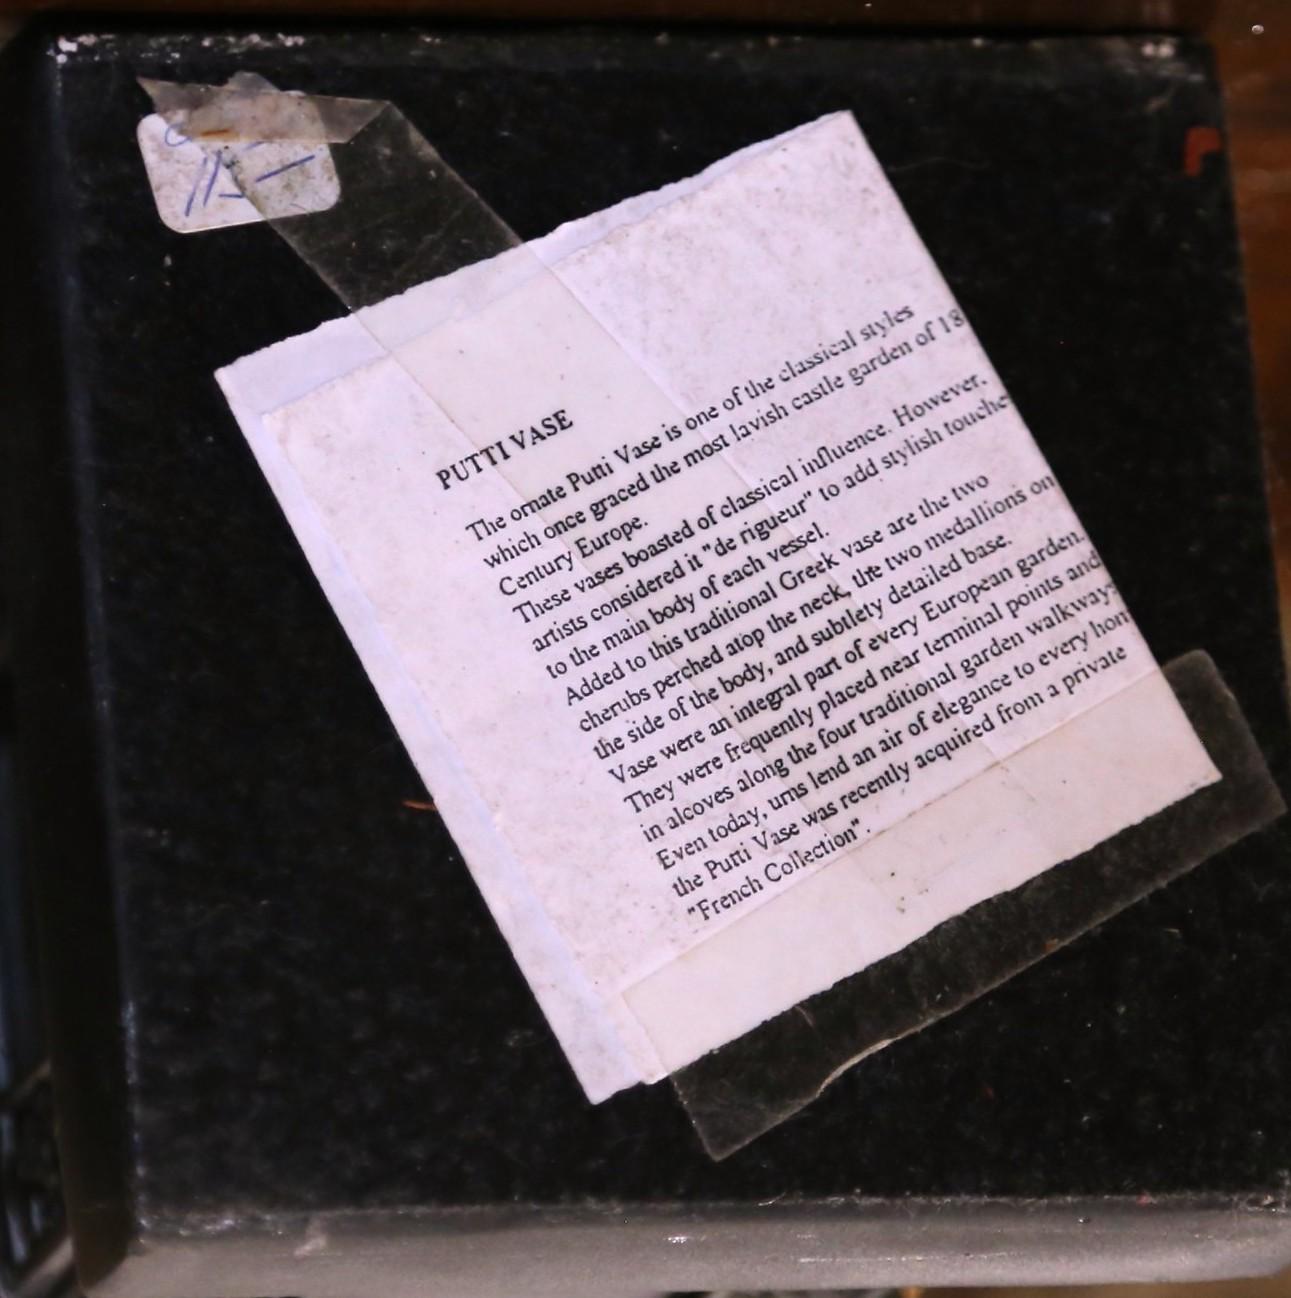 115-
PUTTI VASE
The ornate Putti Vase is one of the classical styles
which once graced the most lavish castle garden of 18
Century Europe.
These vases boasted of classical influence. However,
artists considered it "de rigueur" to add stylish touche
to the main body of each vessel.
Added to this traditional Greek vase are the two
cherubs perched atop the neck, the two medallions on
the side of the body, and subtlety detailed base.
Vase were an integral part of every European garden.
They were frequently placed near terminal points and
in alcoves along the four traditional garden walkways
Even today, urns lend an air of elegance to every hom
the Putti Vase was recently acquired from a private
"French Collection".